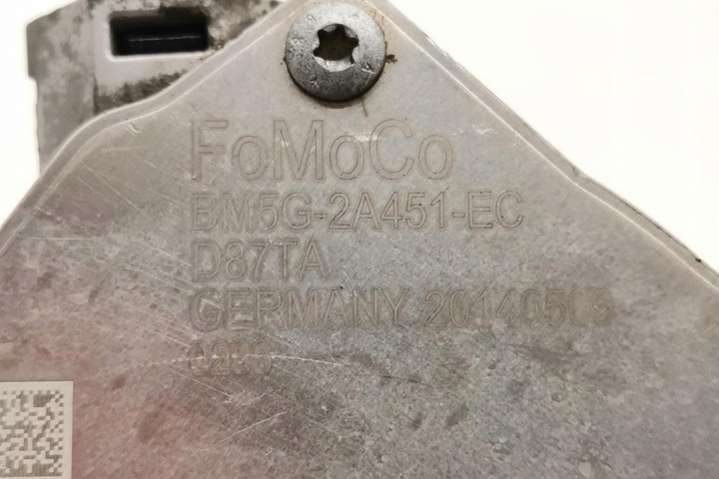 FoMoCo
BM5G-2A451-EC
D87TA
GERMANY